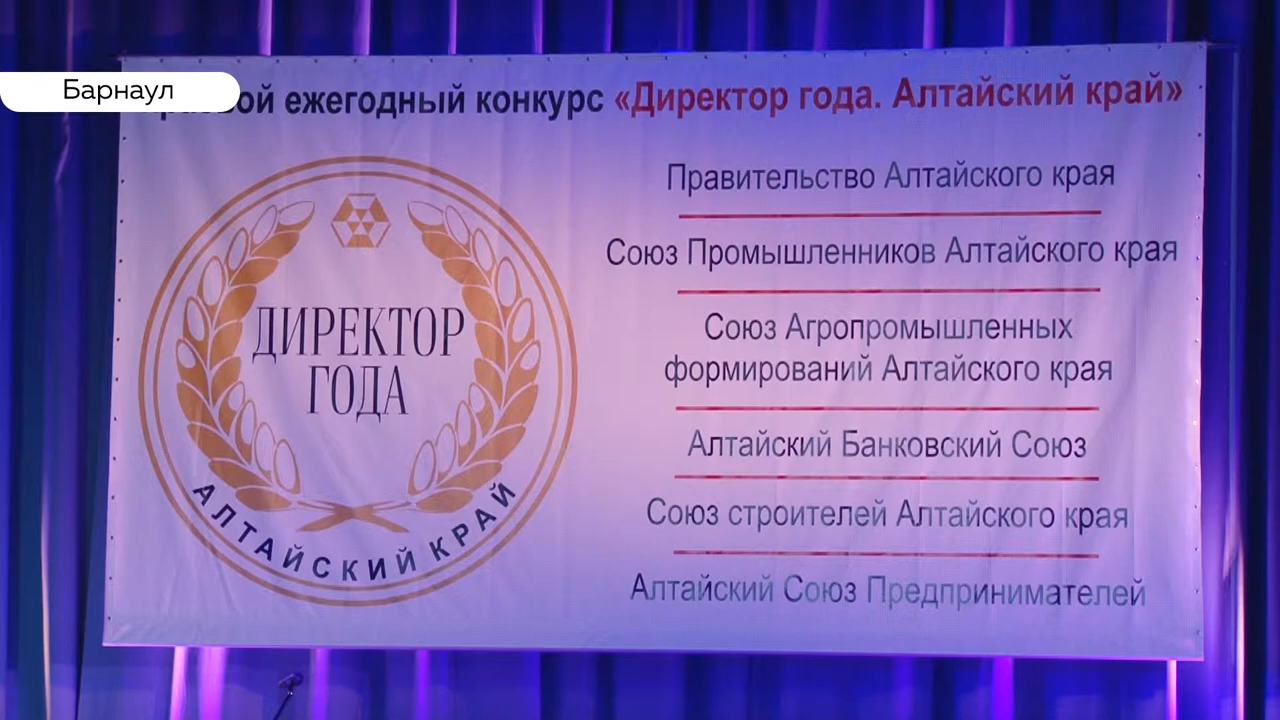 Барнаул
ежегодный конкурс «Директор года. Алтайский край»
ДИРЕКТОР
ГОДА
АЛТАЙСКИЙ КРАЙ
Правительство Алтайского края
Союз Промышленников Алтайского края
Союз Агропромышленных
формирований Алтайского края
Алтайский Банковский Союз
Союз строителей Алтайского края
Алтайский Союз Предпринимателей